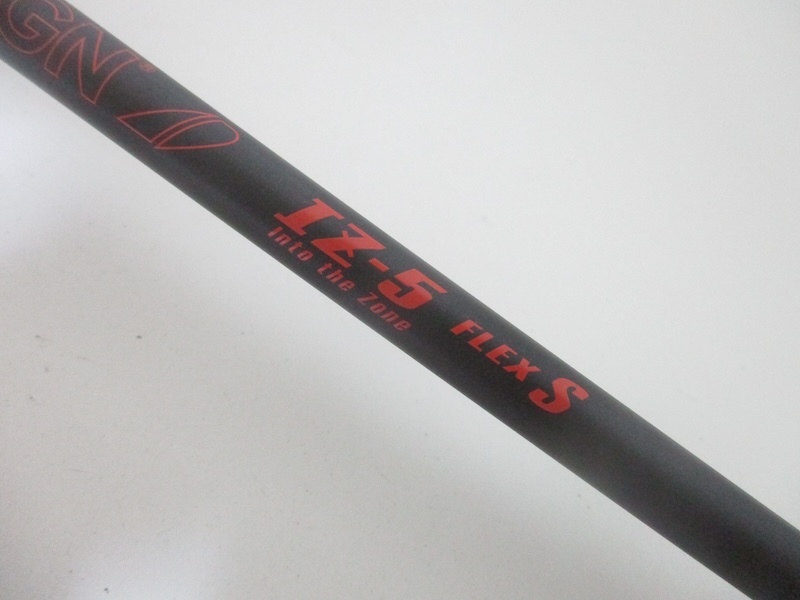 GN®
IZ-5 FLEX S
Into the Zone